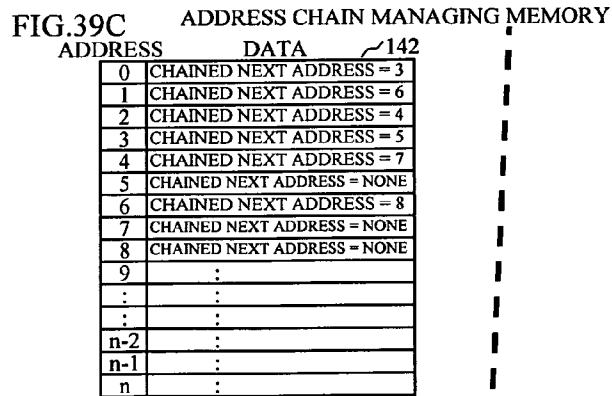 FIG.39C ADDRESS CHAIN MANAGING MEMORY
ADDRESS DATA 142
0 CHAINED NEXT ADDRESS = 3
1 CHAINED NEXT ADDRESS = 6
2 CHAINED NEXT ADDRESS = 4
3 CHAINED NEXT ADDRESS = 5
4 CHAINED NEXT ADDRESS = 7
5 CHAINED NEXT ADDRESS = NONE
6 CHAINED NEXT ADDRESS = 8
7 CHAINED NEXT ADDRESS = NONE
8 CHAINED NEXT ADDRESS = NONE
9 :
: :
: :
n-2 :
n-1 :
n :